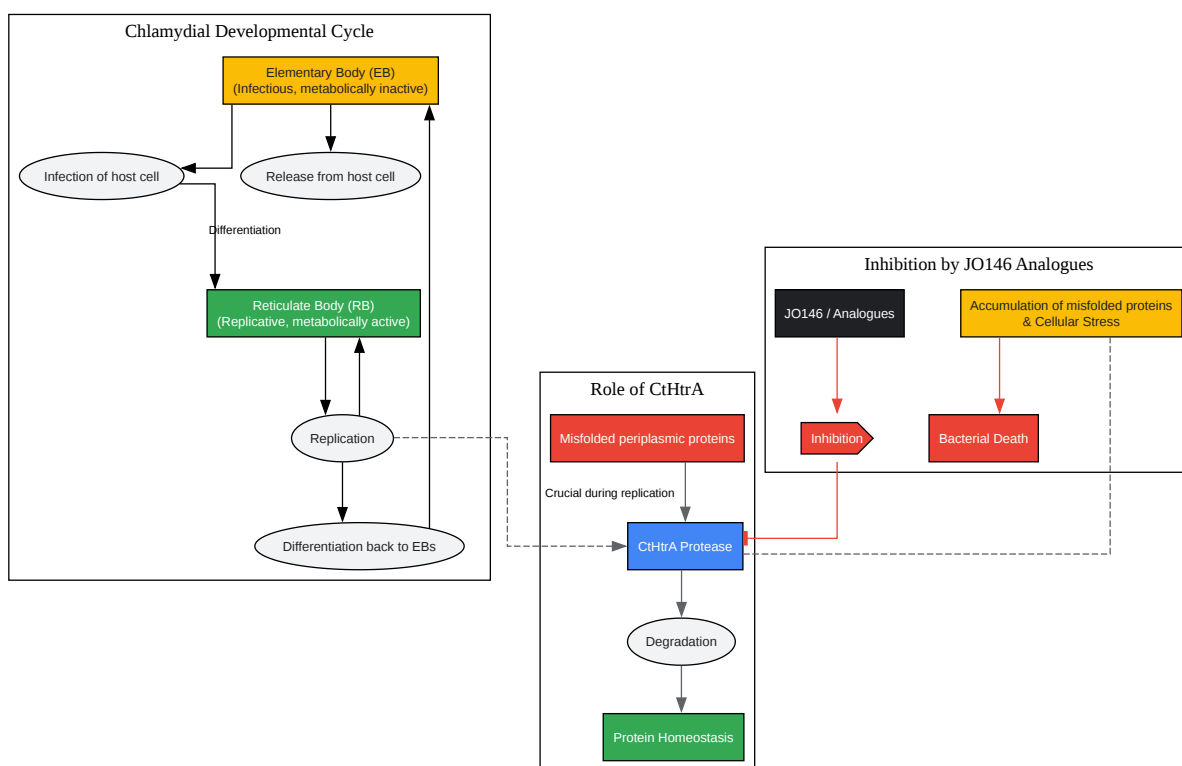 Chlamydial Developmental Cycle
Elementary Body (EB)
(Infectious, metabolically inactive)
Infection of host cell
Release from host cell
Differentiation
Reticulate Body (RB)
(Replicative, metabolically active)
Replication
Differentiation back to EBs
Role of CtHtrA
Misfolded periplasmic proteins
Crucial during replication
CtHtrA Protease
Degradation
Protein Homeostasis
Inhibition by JO146 Analogues
JO146 / Analogues
Accumulation of misfolded proteins
& Cellular Stress
Inhibition
Bacterial Death